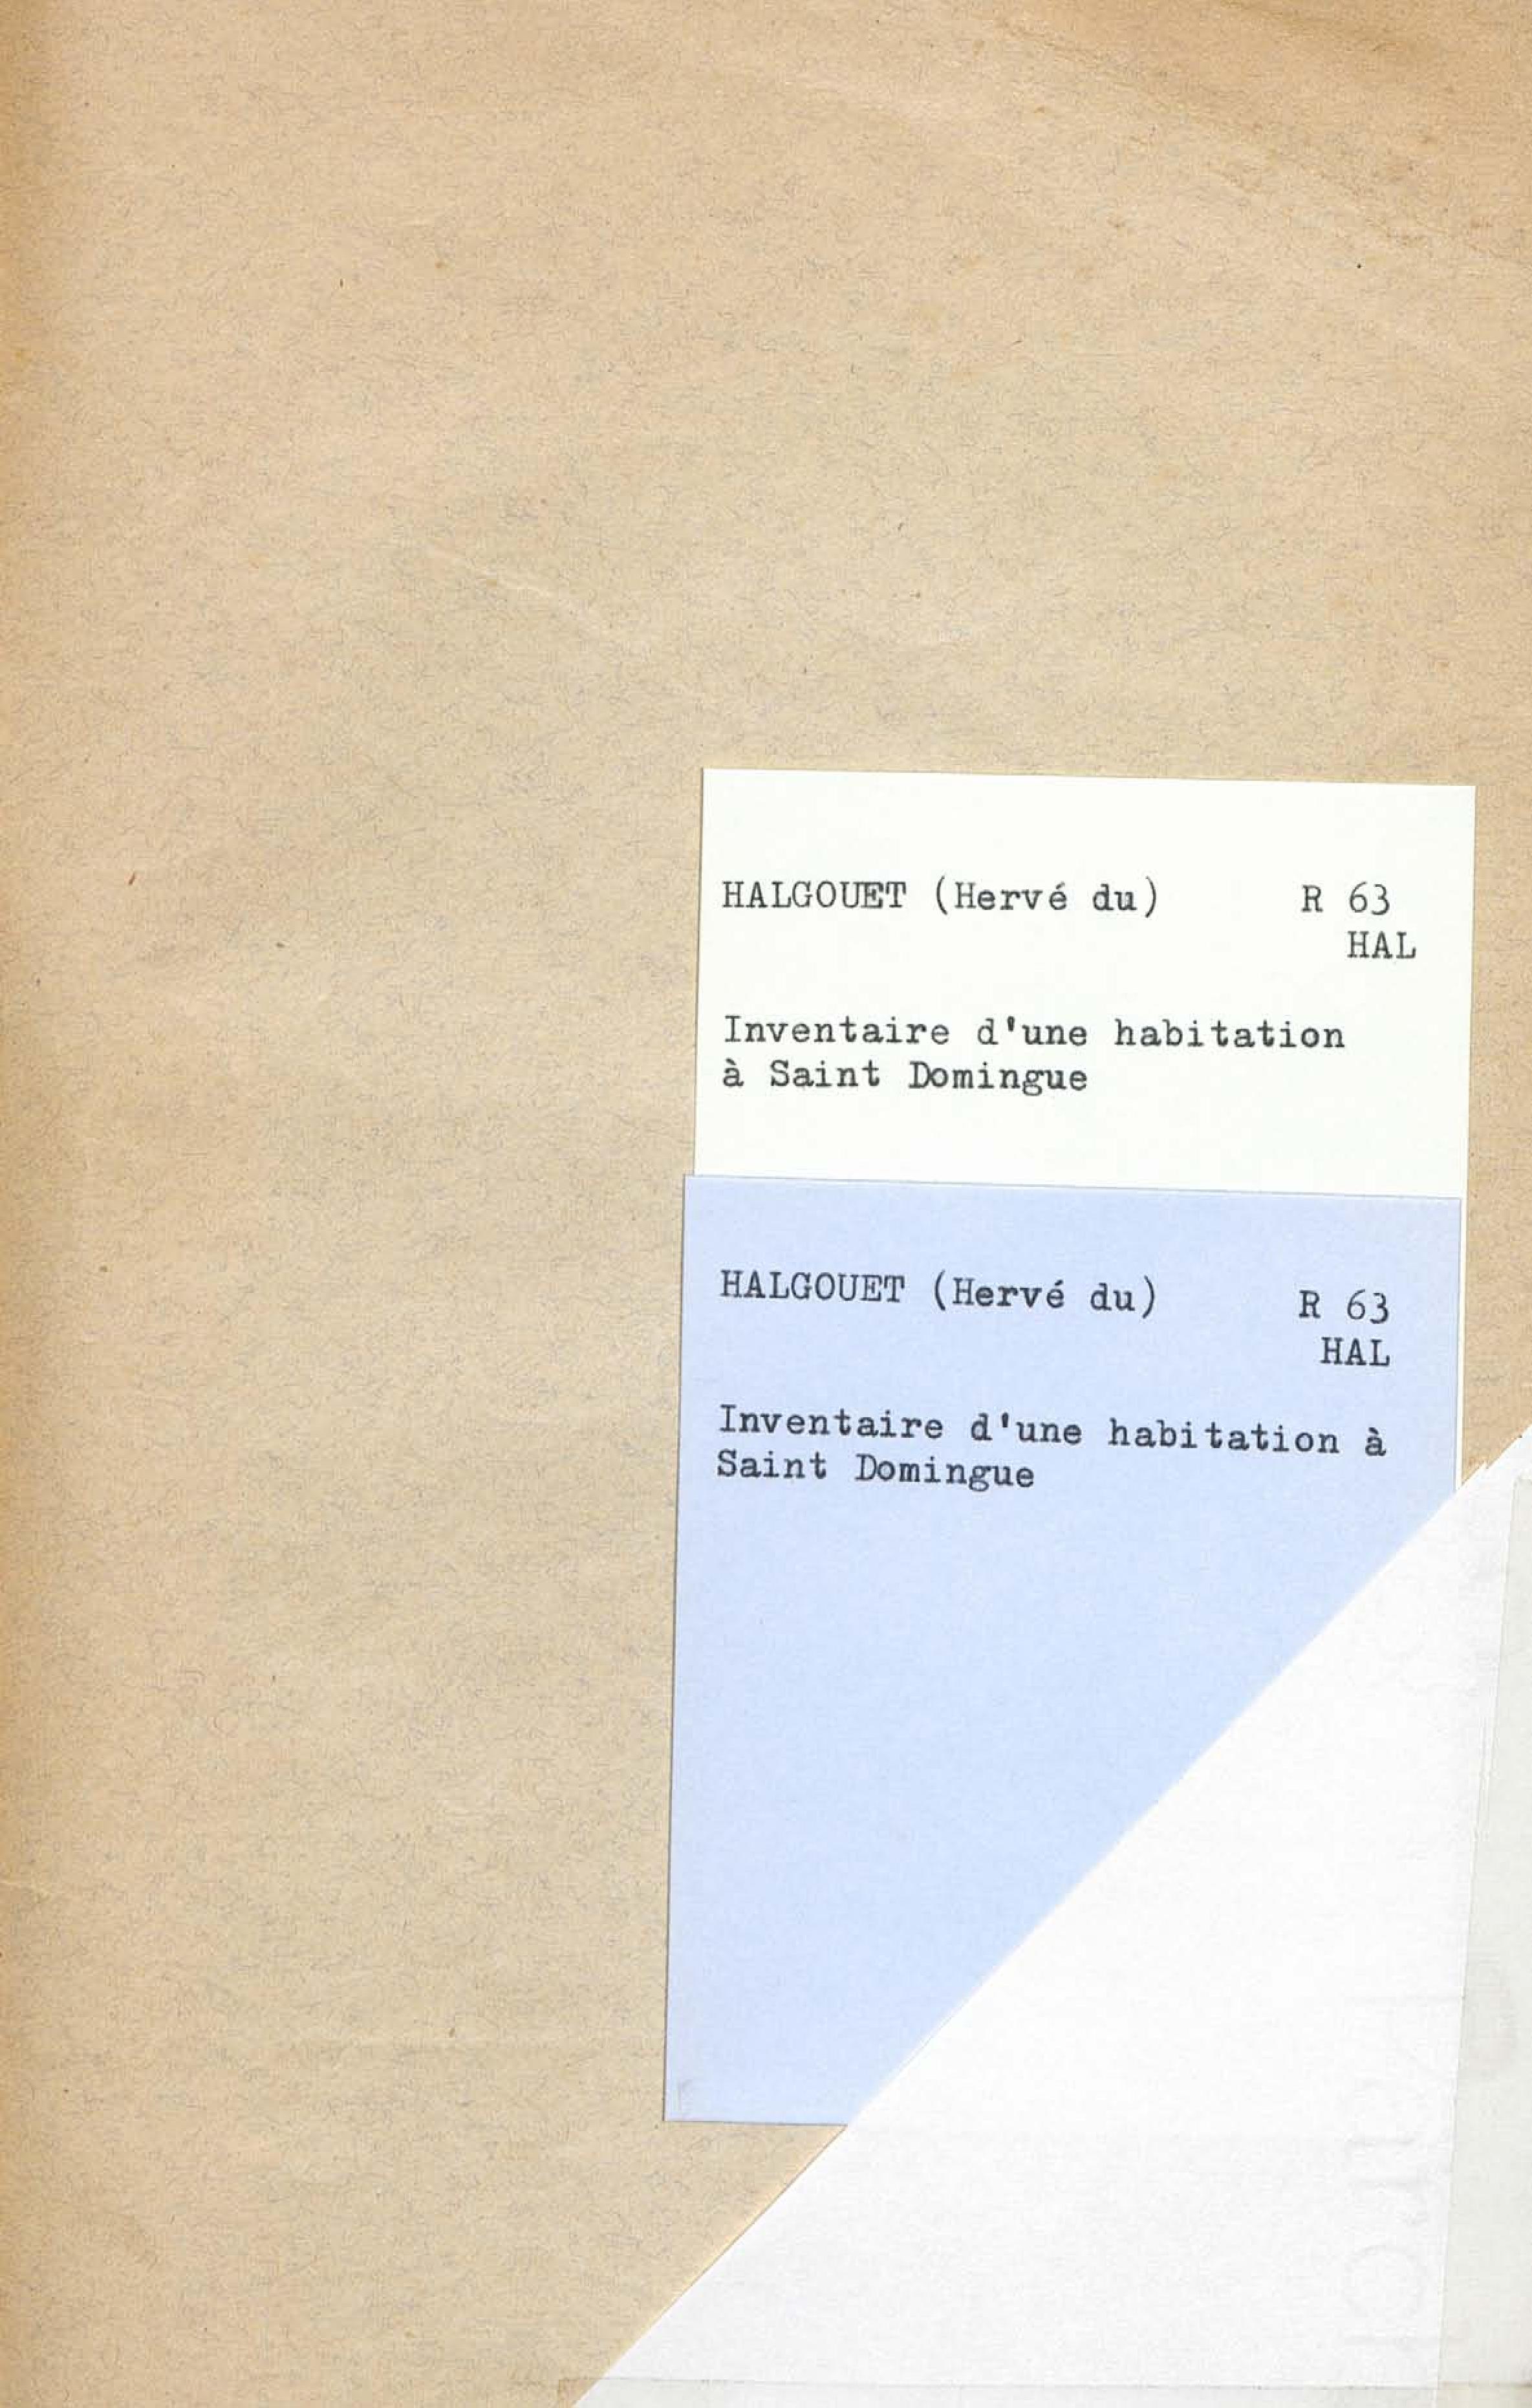 HALGOUET (Hervé du) R 63
HAL
Inventaire d'une habitation
à Saint Domingue
HALGOUET (Hervé du) R 63
HAL
Inventaire d'une habitation à
Saint Domingue